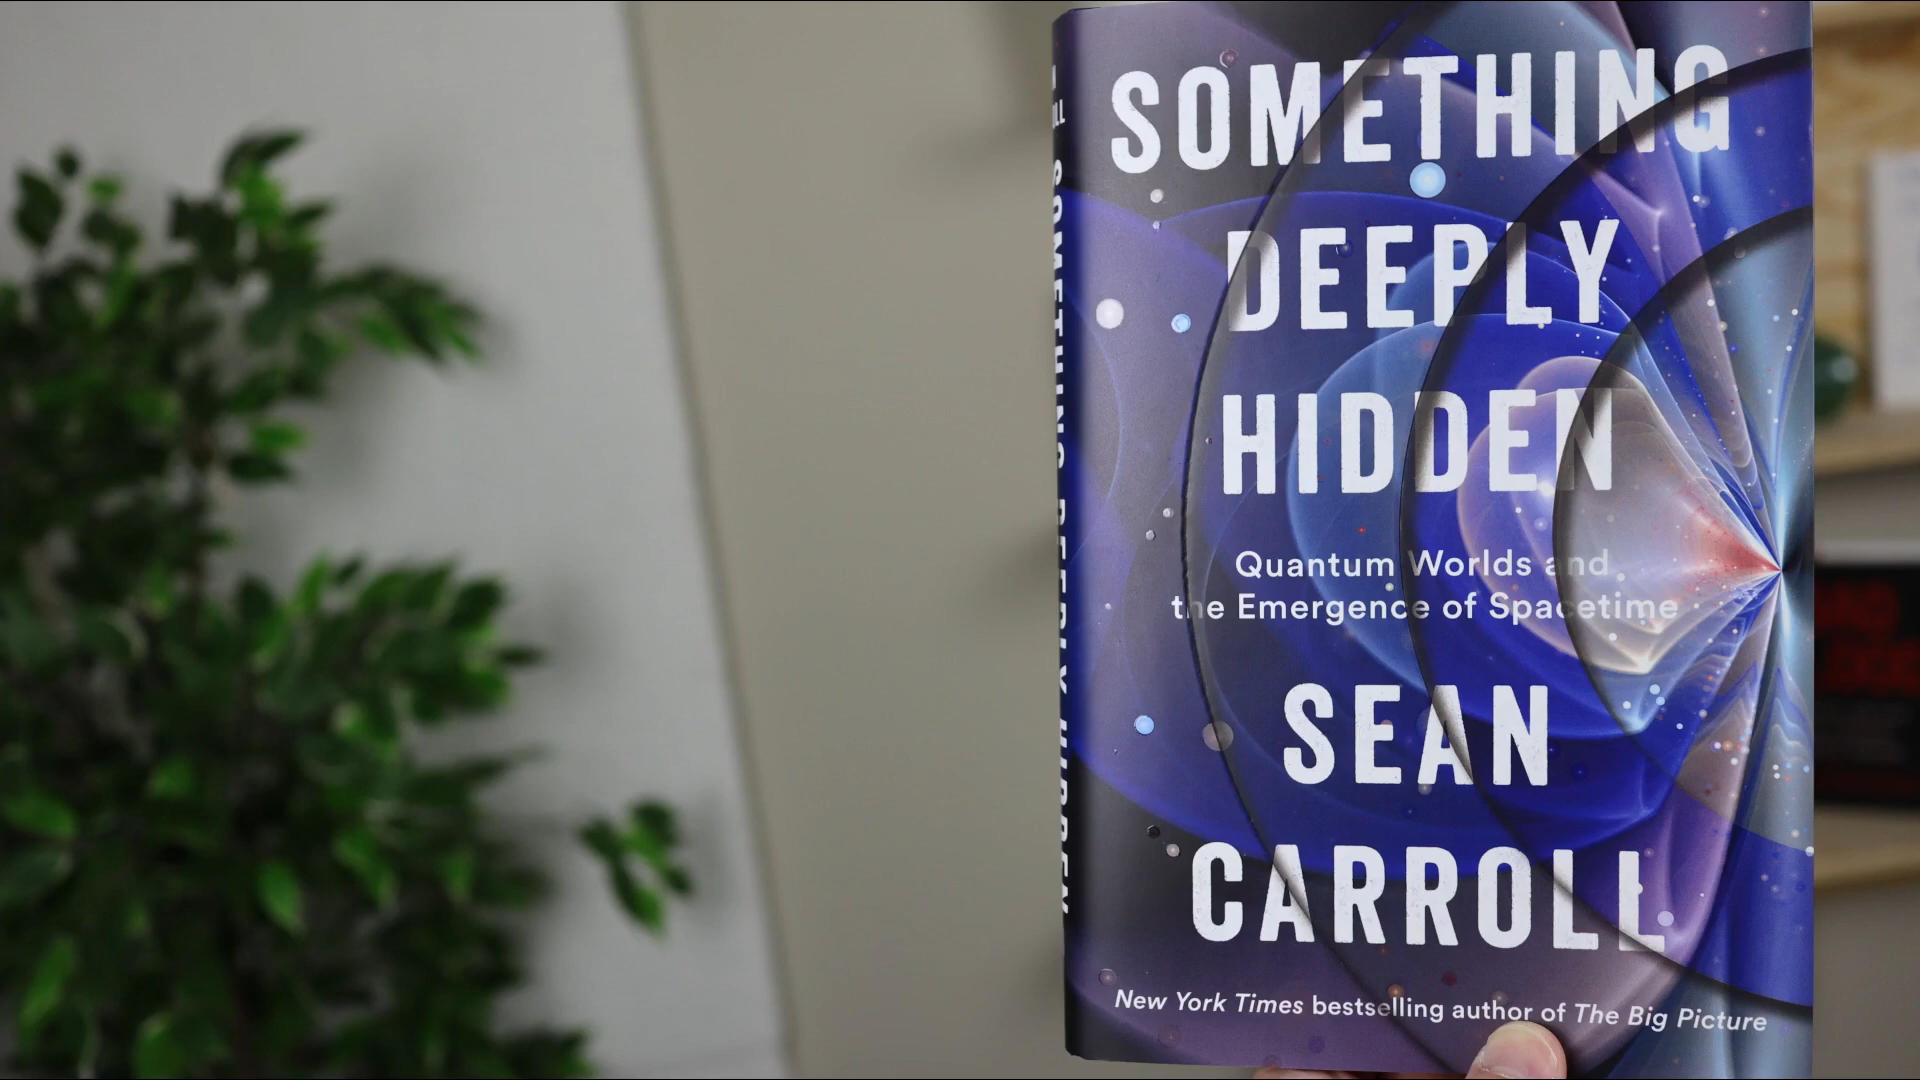 SOMETHING
DEEPLY
HIDDEN
Quantum Worlds and
the Emergence of Spacetime
SEAN
CARROLL
New York Times bestselling author of The Big Picture
SOMETHING DEEPLY HIDDEN